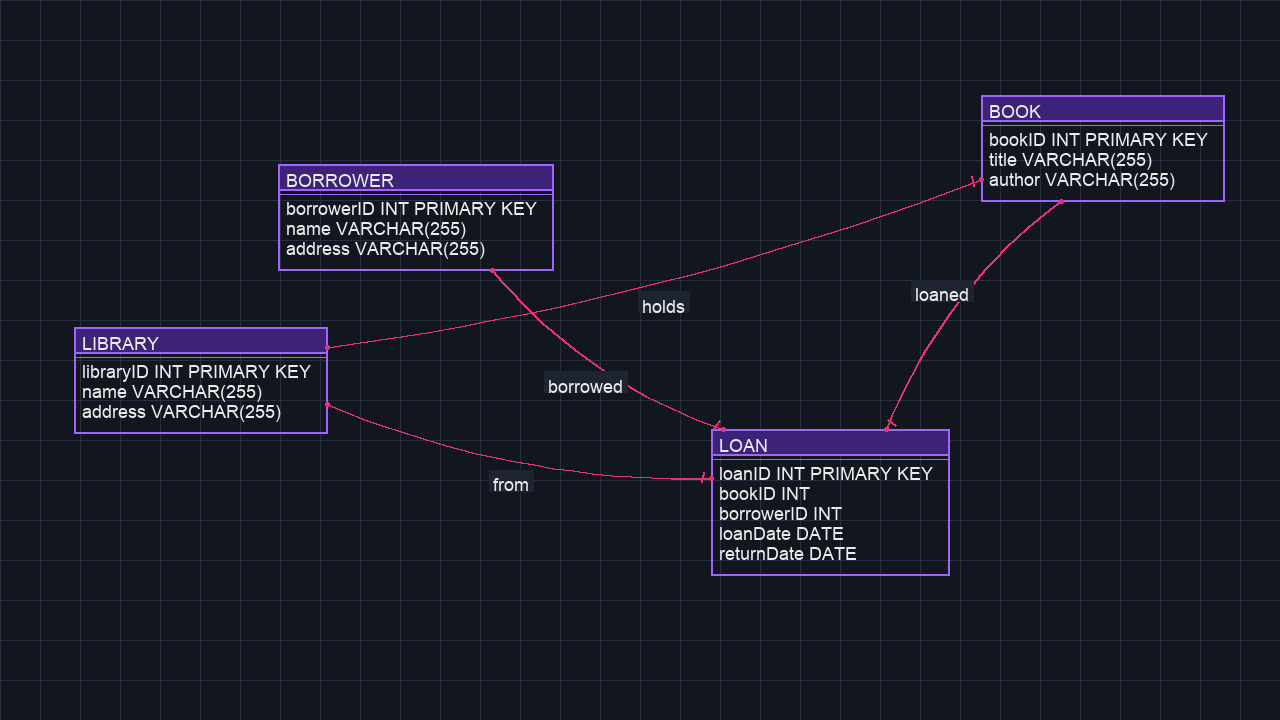 BOOK
bookID INT PRIMARY KEY
title VARCHAR(255)
author VARCHAR(255)
BORROWER
borrowerID INT PRIMARY KEY
name VARCHAR(255)
address VARCHAR(255)
holds
loaned
LIBRARY
libraryID INT PRIMARY KEY
name VARCHAR(255)
address VARCHAR(255)
borrowed
from
LOAN
loanID INT PRIMARY KEY
bookID INT
borrowerID INT
loanDate DATE
returnDate DATE